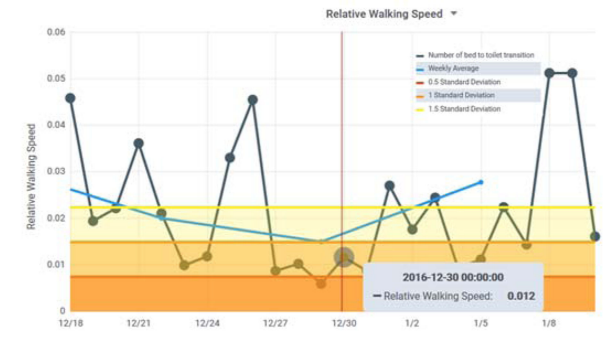 Relative Walking Speed
0.06
0.05
0.04
0.03
0.02
0.01
0
Relative Walking Speed
Number of bed to toilet transition
Weekly Average
0.5 Standard Deviation
1 Standard Deviation
1.5 Standard Deviation
2016-12-30 00:00:00
Relative Walking Speed: 0.012
12/18 12/21 12/24 12/27 12/30 1/2 1/5 1/8